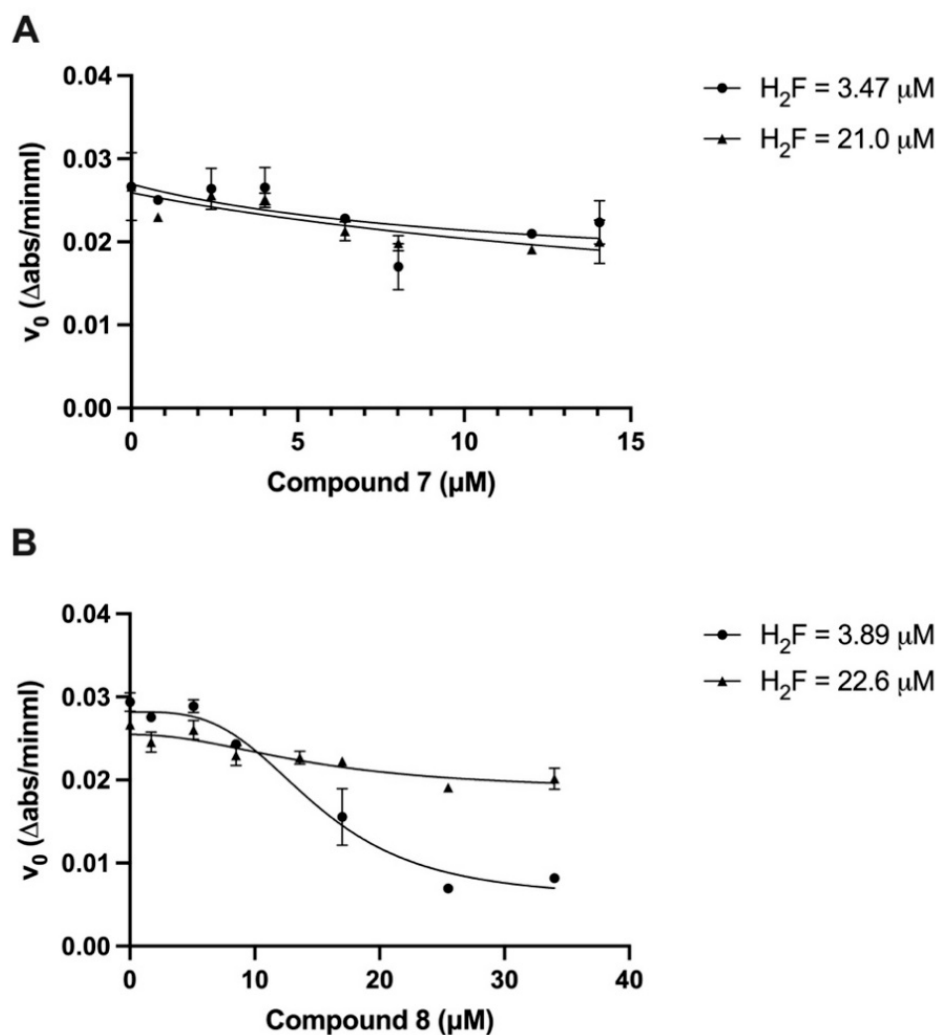 A
0.04
0.03
0.02
0.01
0.00
v₀ (Δabs/minml)
0
5
10
15
Compound 7 (µM)
H₂F = 3.47 µM
H₂F = 21.0 µM
B
0.04
0.03
0.02
0.01
0.00
v₀ (Δabs/minml)
0
10
20
30
40
Compound 8 (µM)
H₂F = 3.89 µM
H₂F = 22.6 µM